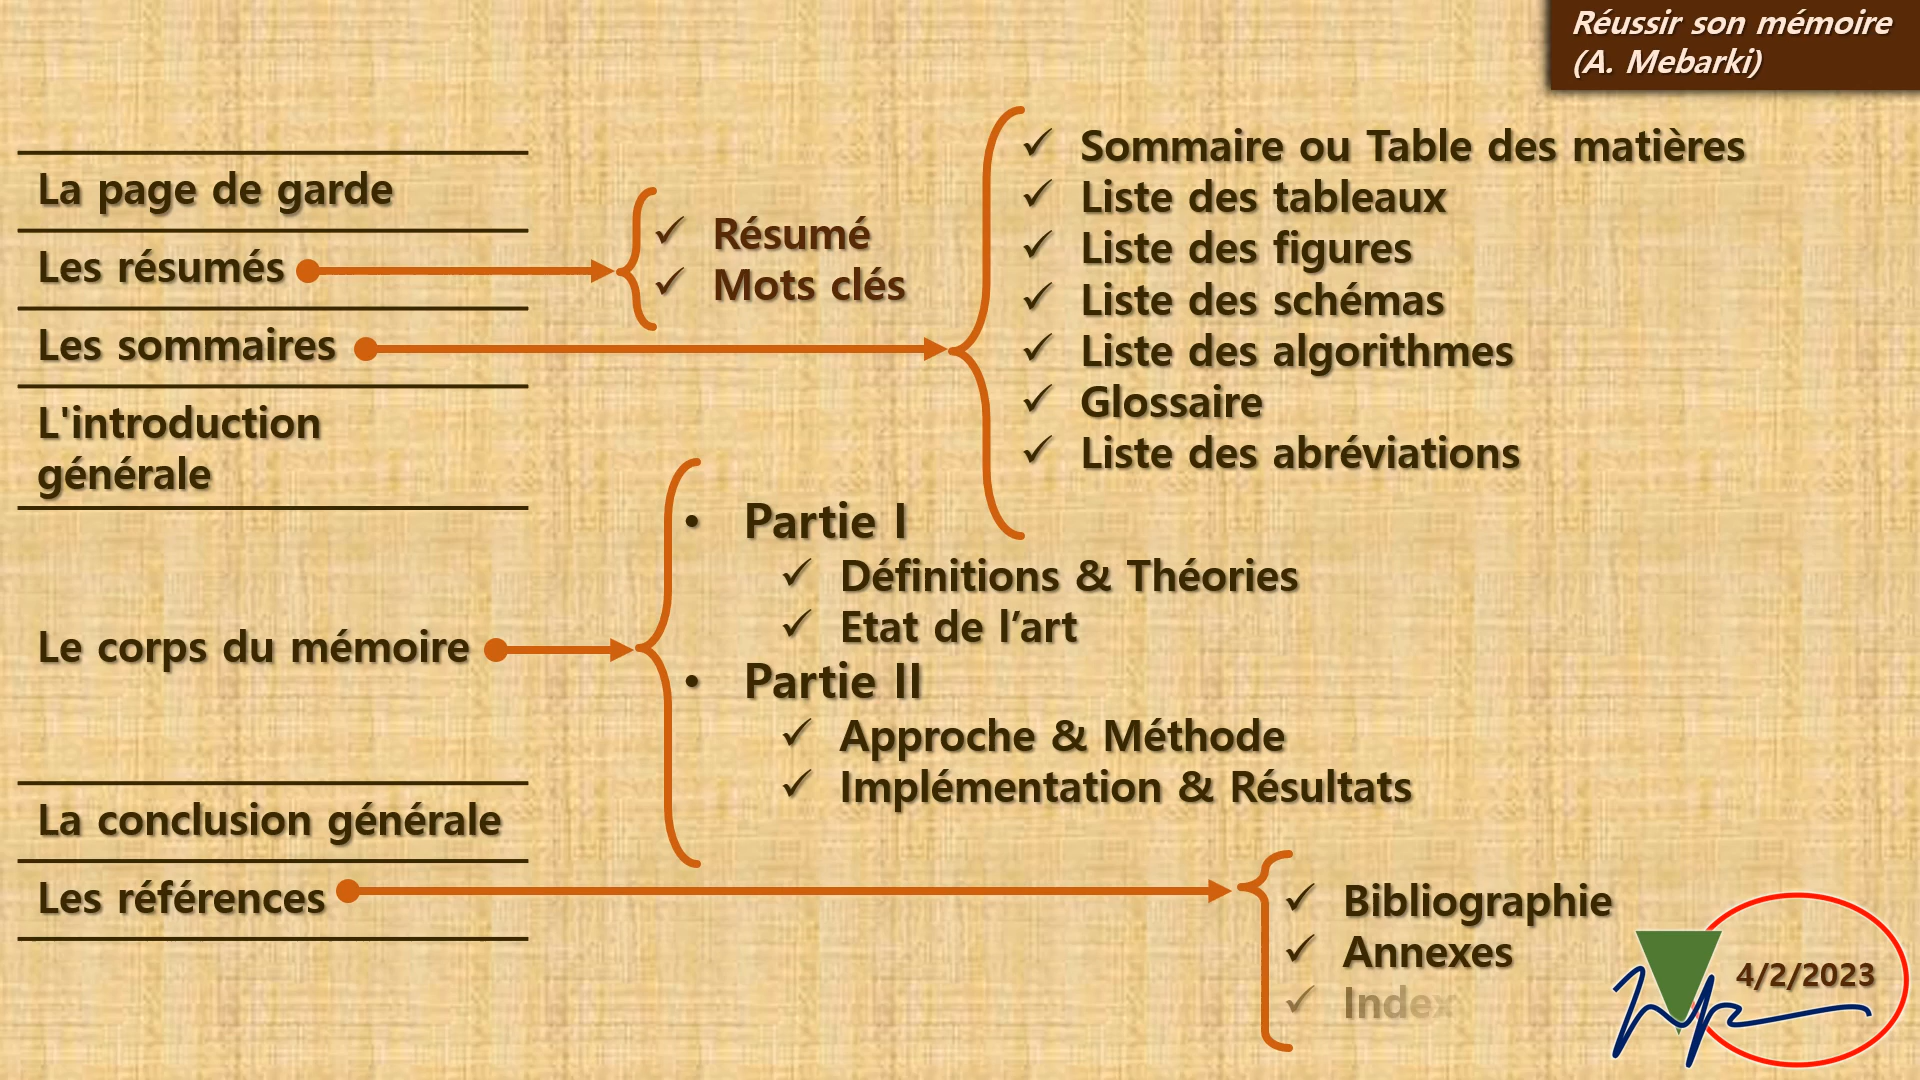 Réussir son mémoire
(A. Mebarki)
La page de garde
Les résumés
✓ Résumé
✓ Mots clés
Les sommaires
✓ Sommaire ou Table des matières
✓ Liste des tableaux
✓ Liste des figures
✓ Liste des schémas
✓ Liste des algorithmes
✓ Glossaire
✓ Liste des abréviations
L'introduction
générale
Le corps du mémoire
• Partie I
✓ Définitions & Théories
✓ Etat de l’art
• Partie II
✓ Approche & Méthode
✓ Implémentation & Résultats
La conclusion générale
Les références
✓ Bibliographie
✓ Annexes
✓ Index
4/2/2023